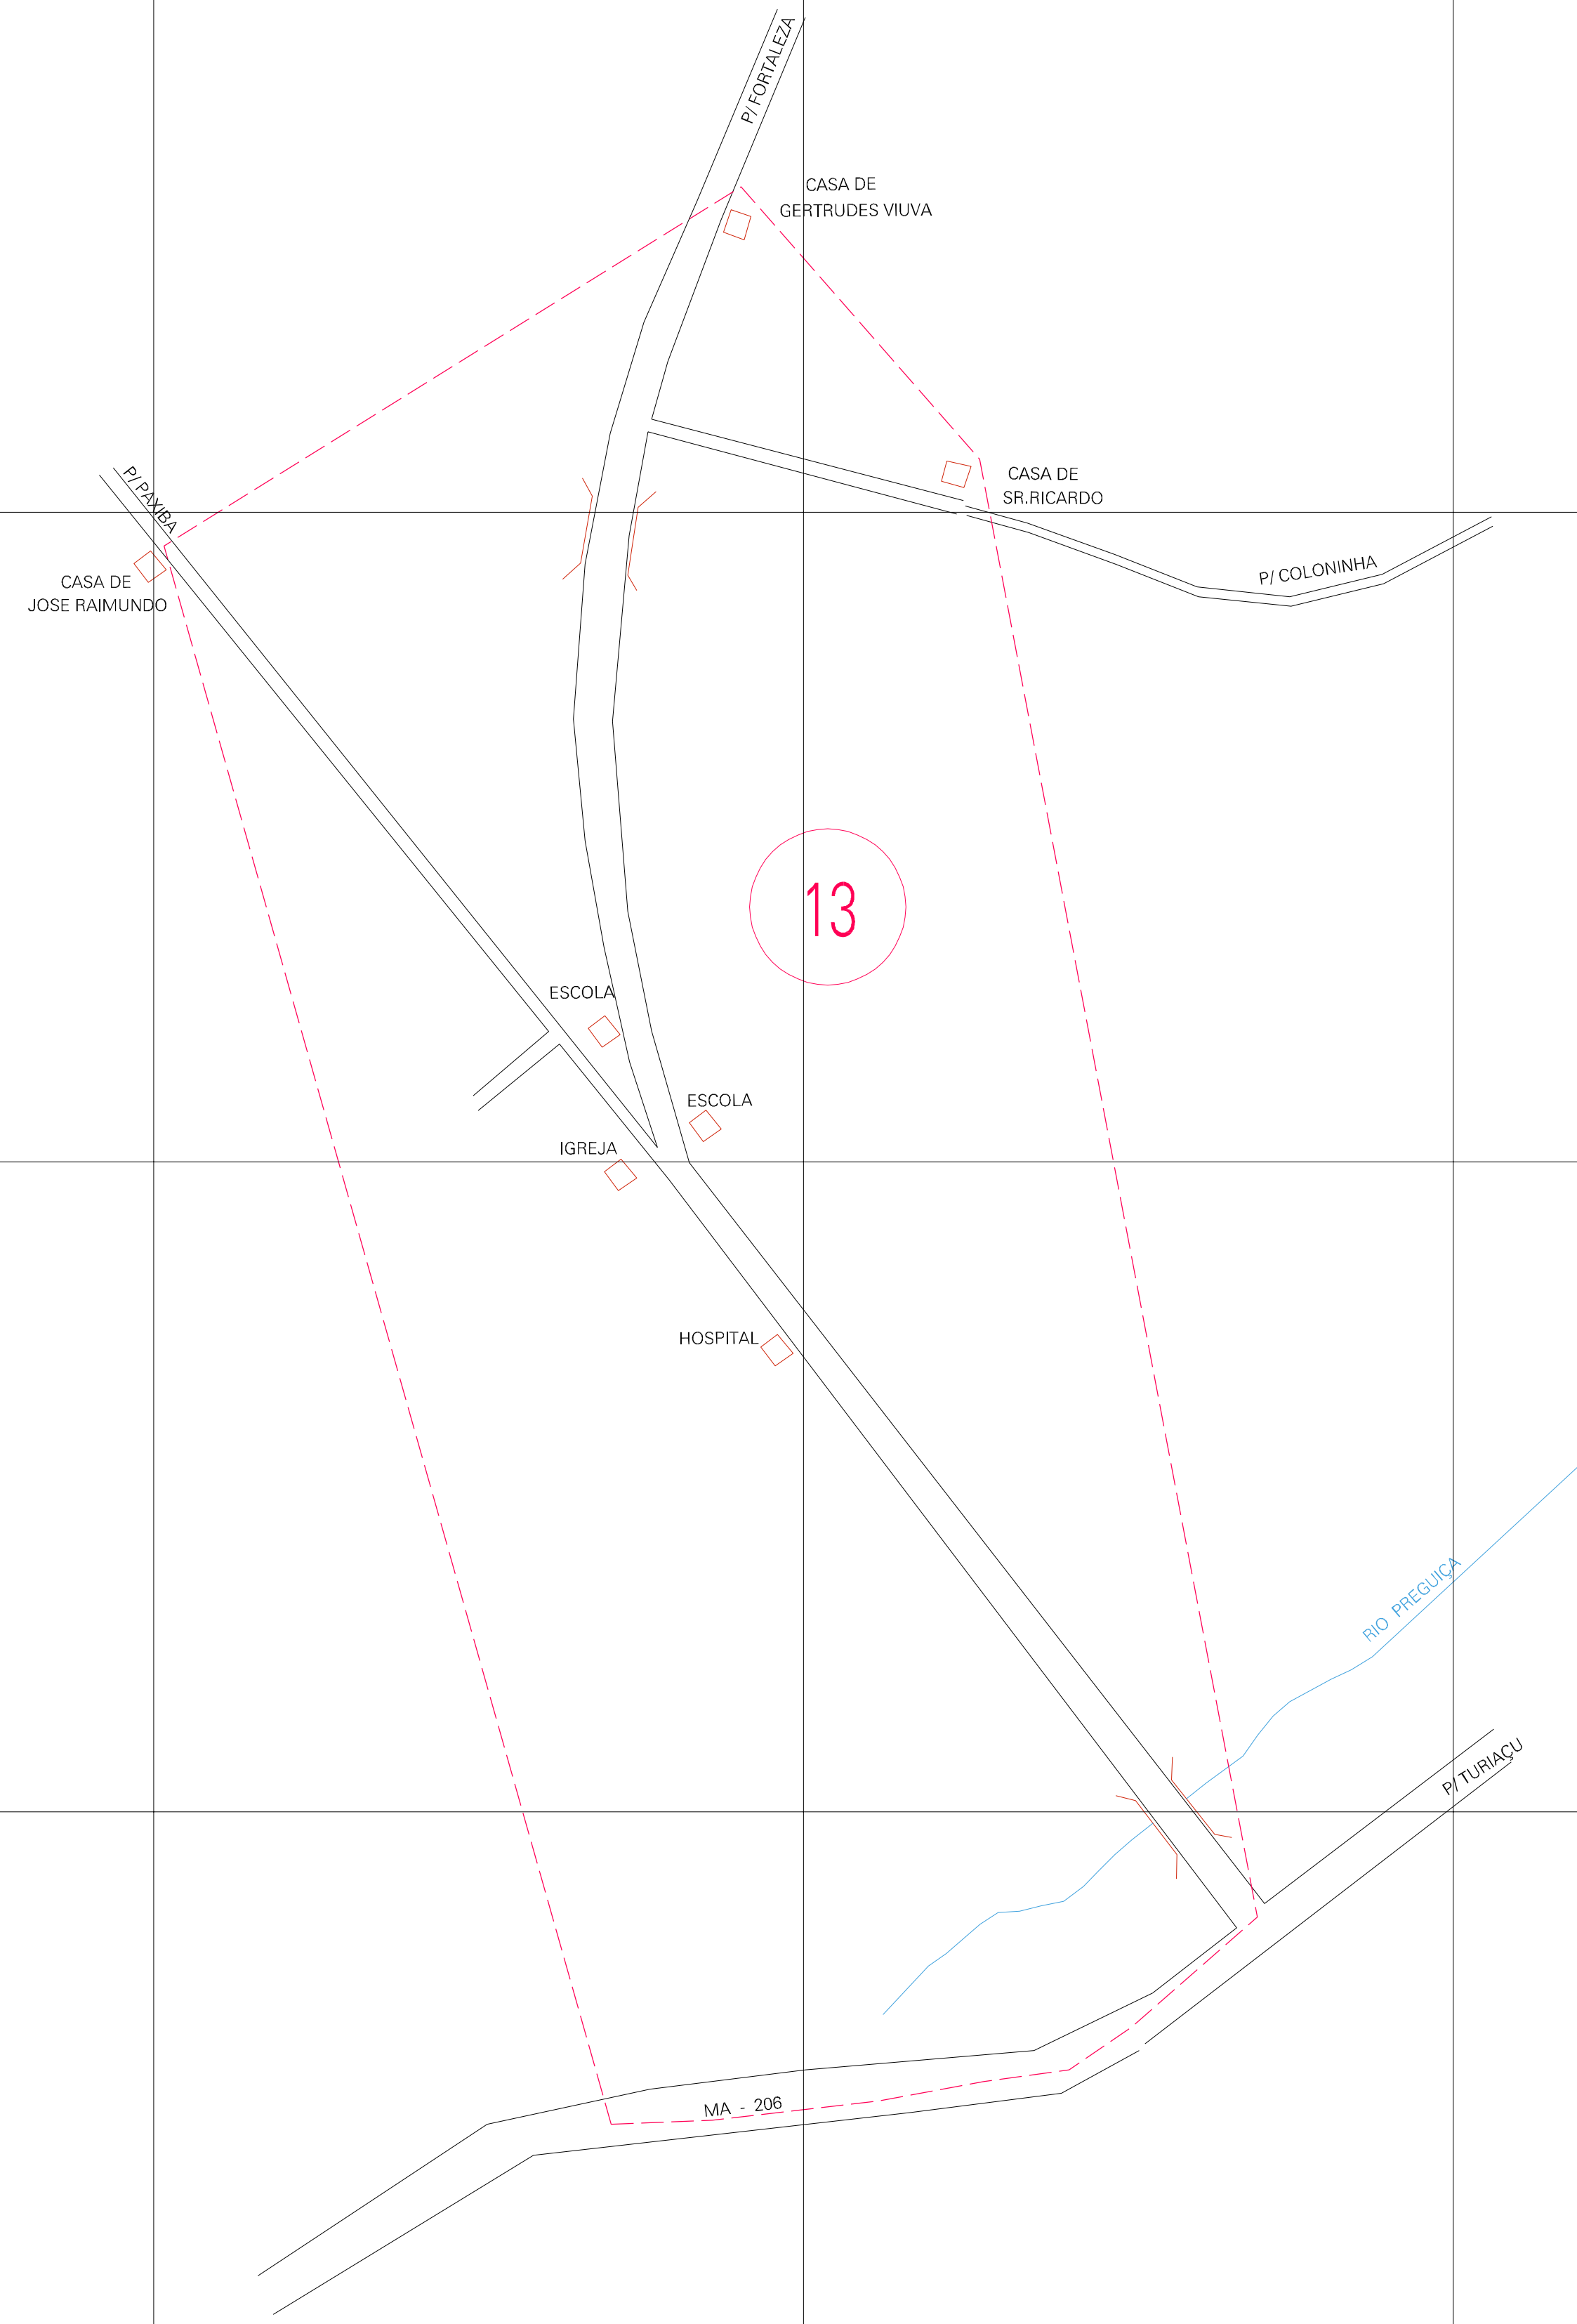 P/ FORTALEZA
CASA DE
GERTRUDES VIUVA
P/ PAXIBA
CASA DE
SR.RICARDO
P/ COLONINHA
CASA DE
JOSE RAIMUNDO
13
ESCOLA
ESCOLA
IGREJA
HOSPITAL
RIO PREGUIÇA
P/ TURIAÇU
MA - 206